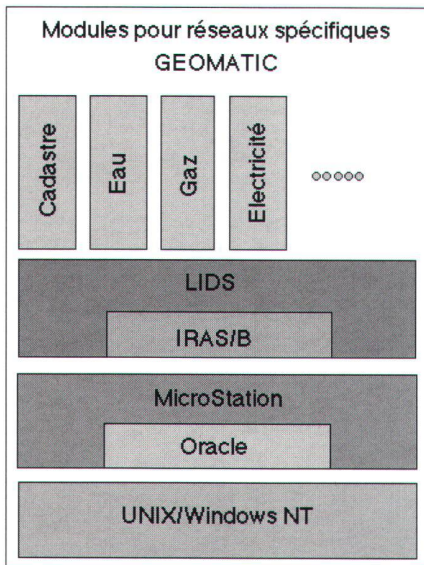 Modules pour réseaux spécifiques
GEOMATIC
Cadastre
Eau
Gaz
Electricité
LIDS
IRAS/B
MicroStation
Oracle
UNIX/Windows NT